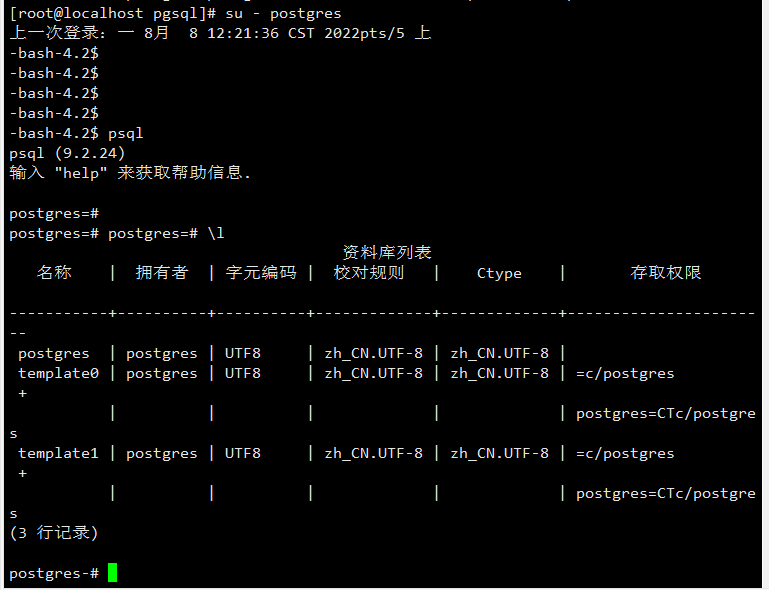 [root@localhost pgsql]# su - postgres
上一次登录：一 8月  8 12:21:36 CST 2022pts/5 上
-bash-4.2$
-bash-4.2$
-bash-4.2$
-bash-4.2$
-bash-4.2$ psql
psql (9.2.24)
输入 "help" 来获取帮助信息.
postgres=#
postgres=# postgres=# \l
资料库列表
   名称    |  拥有者  | 字元编码 |  校对规则   |    Ctype    |       存取权限
-----------+----------+----------+-------------+-------------+---------------------
--
 postgres  | postgres | UTF8     | zh_CN.UTF-8 | zh_CN.UTF-8 |
 template0 | postgres | UTF8     | zh_CN.UTF-8 | zh_CN.UTF-8 | =c/postgres
 +
           |          |          |             |             | postgres=CTc/postgre
s
 template1 | postgres | UTF8     | zh_CN.UTF-8 | zh_CN.UTF-8 | =c/postgres
 +
           |          |          |             |             | postgres=CTc/postgre
s
(3 行记录)
postgres-#